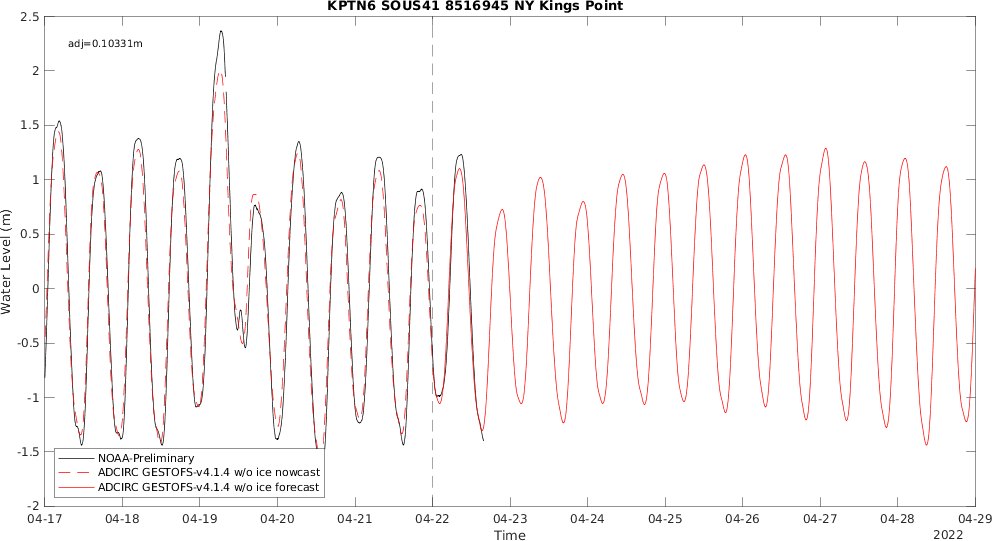 KPTN6 SOUS41 8516945 NY Kings Point
adj=0.10331m
2.5
2
1.5
1
0.5
0
-0.5
-1
-1.5
-2
Water Level (m)
NOAA-Preliminary
ADCIRC GESTOFS-v4.1.4 w/o ice nowcast
ADCIRC GESTOFS-v4.1.4 w/o ice forecast
04-17 04-18 04-19 04-20 04-21 04-22 04-23 04-24 04-25 04-26 04-27 04-28 04-29
Time
2022